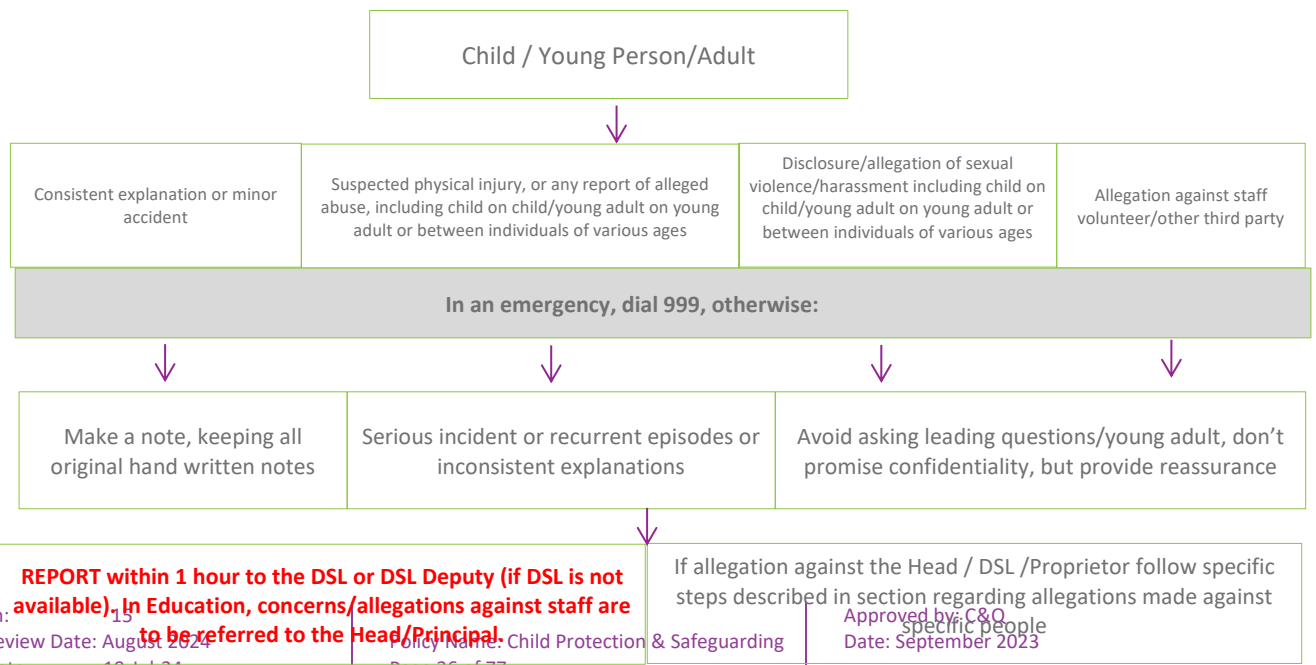 Child / Young Person/Adult
Consistent explanation or minor
accident
Suspected physical injury, or any report of alleged
abuse, including child on child/young adult on young
adult or between individuals of various ages
Disclosure/allegation of sexual
violence/harassment including child on
child/young adult on young adult or
between individuals of various ages
Allegation against staff
volunteer/other third party
In an emergency, dial 999, otherwise:
Make a note, keeping all
original hand written notes
Serious incident or recurrent episodes or
inconsistent explanations
Avoid asking leading questions/young adult, don't
promise confidentiality, but provide reassurance
REPORT within 1 hour to the DSL or DSL Deputy (if DSL is not
available). In Education, concerns/allegations against staff are
to be referred to the Head/Principal.
If allegation against the Head / DSL /Proprietor follow specific
steps described in section regarding allegations made against
specific people
15
Review Date: August 2024
Policy Name: Child Protection & Safeguarding
Approved by: C&Q
Date: September 2023